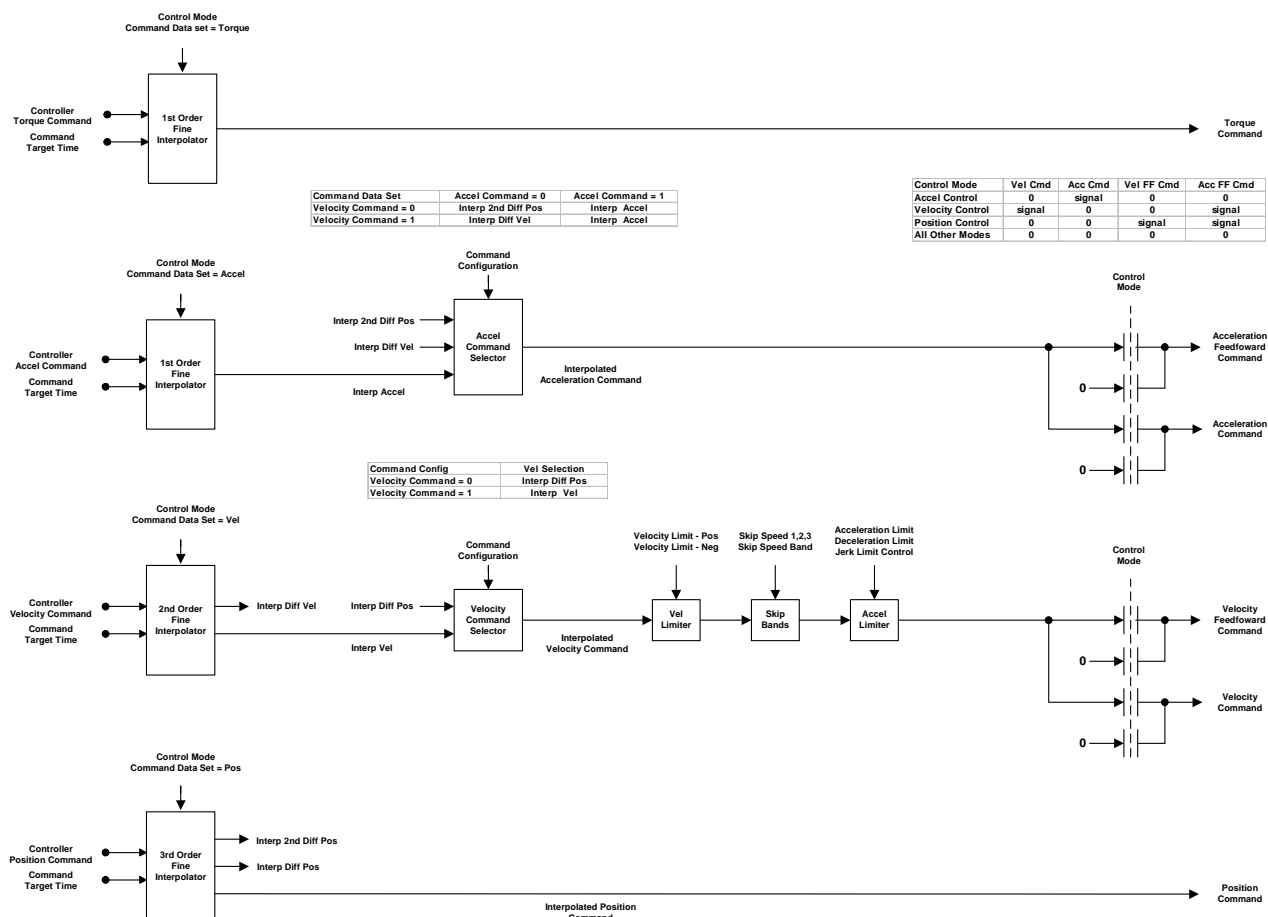 Control Mode
Command Data set = Torque
Controller
Torque Command
Command
Target Time
1st Order
Fine
Interpolator
Torque
Command
Command Data Set Accel Command = 0 Accel Command = 1
Velocity Command = 0 Interp 2nd Diff Pos Interp Accel
Velocity Command = 1 Interp Diff Vel Interp Accel
Control Mode Vel Cmd Acc Cmd Vel FF Cmd Acc FF Cmd
Accel Control 0 signal 0 0
Velocity Control signal 0 0 signal
Position Control 0 0 signal signal
All Other Modes 0 0 0 0
Control Mode
Command Data Set = Accel
Controller
Accel Command
Command
Target Time
1st Order
Fine
Interpolator
Interp Accel
Command
Configuration
Interp 2nd Diff Pos
Interp Diff Vel
Accel
Command
Selector
Interpolated
Acceleration Command
Control
Mode
0
0
Acceleration
Feedfoward
Command
Acceleration
Command
Command Config Vel Selection
Velocity Command = 0 Interp Diff Pos
Velocity Command = 1 Interp Vel
Control Mode
Command Data Set = Vel
Controller
Velocity Command
Command
Target Time
2nd Order
Fine
Interpolator
Interp Diff Vel
Interp Diff Pos
Interp Vel
Command
Configuration
Velocity
Command
Selector
Interpolated
Velocity Command
Velocity Limit - Pos
Velocity Limit - Neg
Vel
Limiter
Skip Speed 1,2,3
Skip Speed Band
Skip
Bands
Acceleration Limit
Deceleration Limit
Jerk Limit Control
Accel
Limiter
Control
Mode
0
0
Velocity
Feedfoward
Command
Velocity
Command
Control Mode
Command Data Set = Pos
Controller
Position Command
Command
Target Time
3rd Order
Fine
Interpolator
Interp 2nd Diff Pos
Interp Diff Pos
Interpolated Position
Command
Position
Command